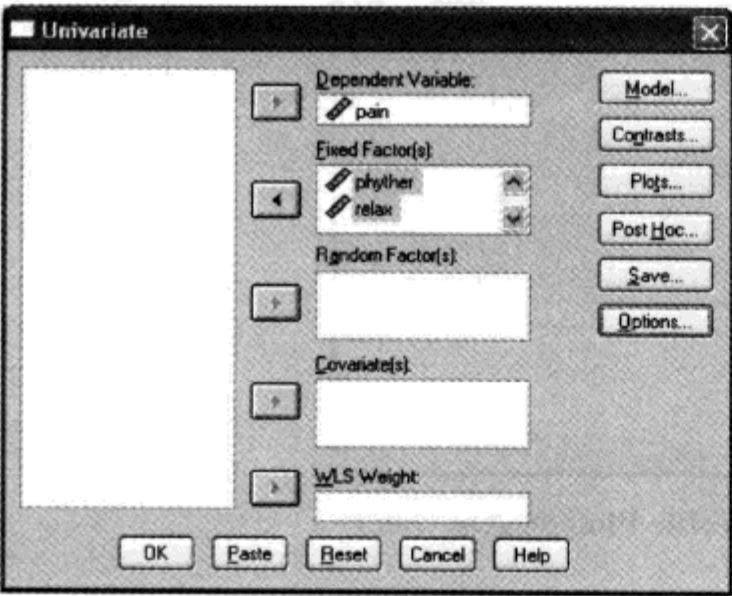 Univariate
Dependent Variable:
pain
Fixed Factor(s):
phyther
relax
Random Factor(s):
Covariate(s):
WLS Weight:
Model...
Contrasts...
Plots...
Post Hoc...
Save...
Options...
OK
Paste
Reset
Cancel
Help